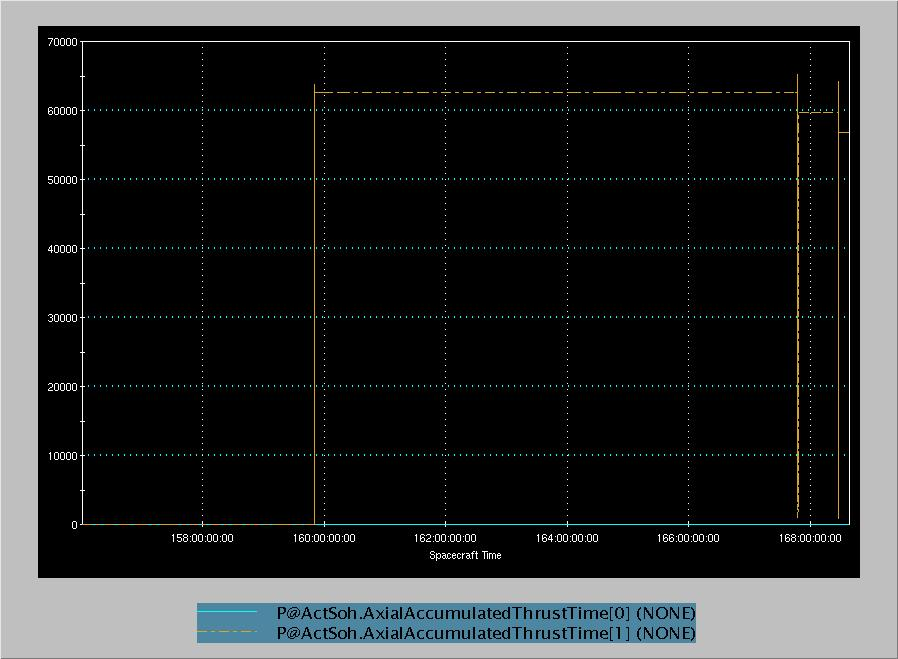 70000
60000
50000
40000
30000
20000
10000
0
158:00:00:00 160:00:00:00 162:00:00:00 164:00:00:00 166:00:00:00 168:00:00:00
Spacecraft Time
P@ActSoh.AxialAccumulatedThrustTime[0] (NONE)
P@ActSoh.AxialAccumulatedThrustTime[1] (NONE)